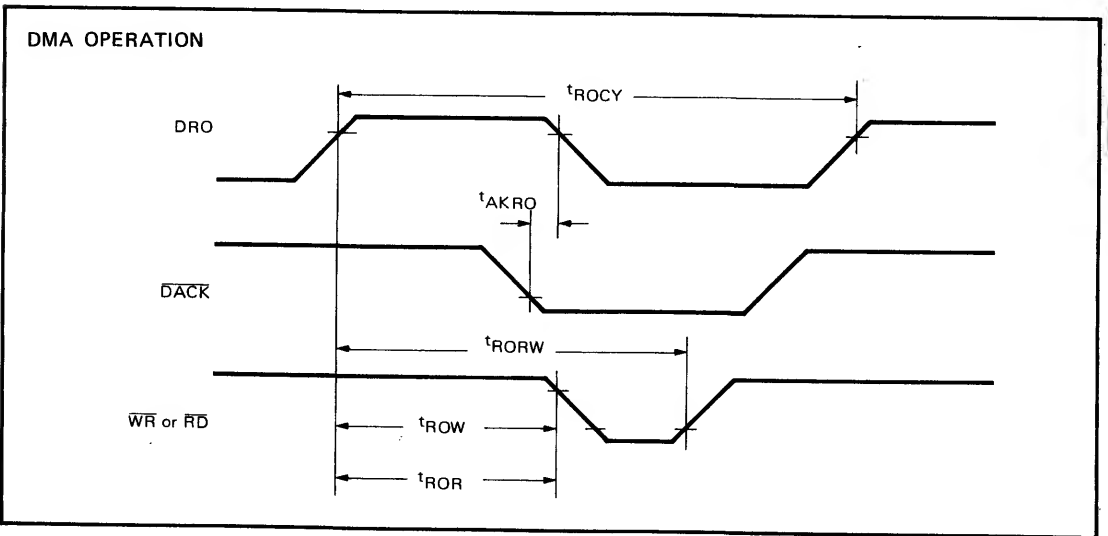 DMA OPERATION
tROCY
DRO
tAKRO
DACK
tRORW
WR or RD
tROW
tROR